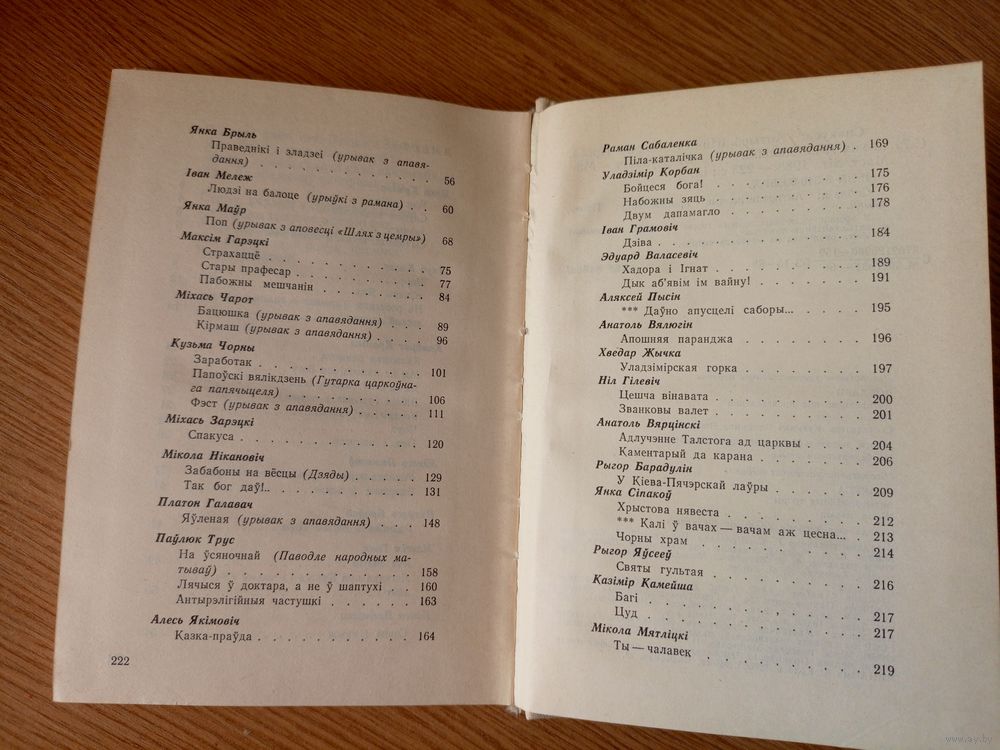 Янка Брыль
Праведнікі і зладзеі (урывак з апавя-
дання) . . . . . . . . . . 56
Іван Мележ
Людзі на балоце (урыўкі з рамана) . . 60
Янка Маўр
Поп (урывак з аповесці «Шлях з цемры») 68
Максім Гарэцкі
Страхаццё . . . . . . . . . . 75
Стары прафесар . . . . . . . . 77
Пабожны мешчанін . . . . . . . 84
Міхась Чарот
Бацюшка (урывак з апавядання) . . . 89
Кірмаш (урывак з апавядання) . . . . 96
Кузьма Чорны
Заработак . . . . . . . . . . 101
Папоўскі вялікдзень (Гутарка царкоўна-
га папячыцеля) . . . . . . . . 106
Фэст (урывак з апавядання) . . . . 111
Міхась Зарэцкі
Спакуса . . . . . . . . . . . 120
Мікола Нікановіч
Забабоны на вёсцы (Дзяды) . . . . . 129
Так бог даў!.. . . . . . . . . . 131
Платон Галавач
Яўленая (урывак з апавядання) . . . 148
Паўлюк Трус
На ўсяночнай (Паводле народных ма-
тываў) . . . . . . . . . . . 158
Лячыся ў доктара, а не ў шаптухі . . 160
Антырэлігійныя частушкі . . . . . 163
Алесь Якімовіч
Казка-праўда . . . . . . . . . 164
222
Раман Сабаленка
Піла-каталічка (урывак з апавядання) . 169
Уладзімір Корбан
Бойцеся бога! . . . . . . . . . 175
Набожны зяць . . . . . . . . . 176
Двум дапамагло . . . . . . . . 178
Іван Грамовіч
Дзіва . . . . . . . . . . . . 184
Эдуард Валасевіч
Хадора і Ігнат . . . . . . . . . 189
Дык аб'явім ім вайну! . . . . . . 191
Аляксей Пысін
*** Даўно апусцелі саборы... . . . . 195
Анатоль Вялюгін
Апошняя паранджа . . . . . . . 196
Хведар Жычка
Уладзімірская горка . . . . . . . 197
Ніл Гілевіч
Цешча вінавата . . . . . . . . . 200
Званковы валет . . . . . . . . . 201
Анатоль Вярцінскі
Адлучэнне Талстога ад царквы . . . . 204
Каментарый да карана . . . . . . 206
Рыгор Барадулін
У Кіева-Пячэрскай лаўры . . . . . 209
Янка Сіпакоў
Хрыстова нявеста . . . . . . . . 212
*** Калі ў вачах — вачам аж цесна... . 213
Чорны храм . . . . . . . . . . 214
Рыгор Яўсееў
Святы гультая . . . . . . . . . 216
Казімір Камейша
Багі . . . . . . . . . . . . . 217
Цуд . . . . . . . . . . . . . 217
Мікола Мятліцкі
Ты — чалавек . . . . . . . . . 219
www.ay.by